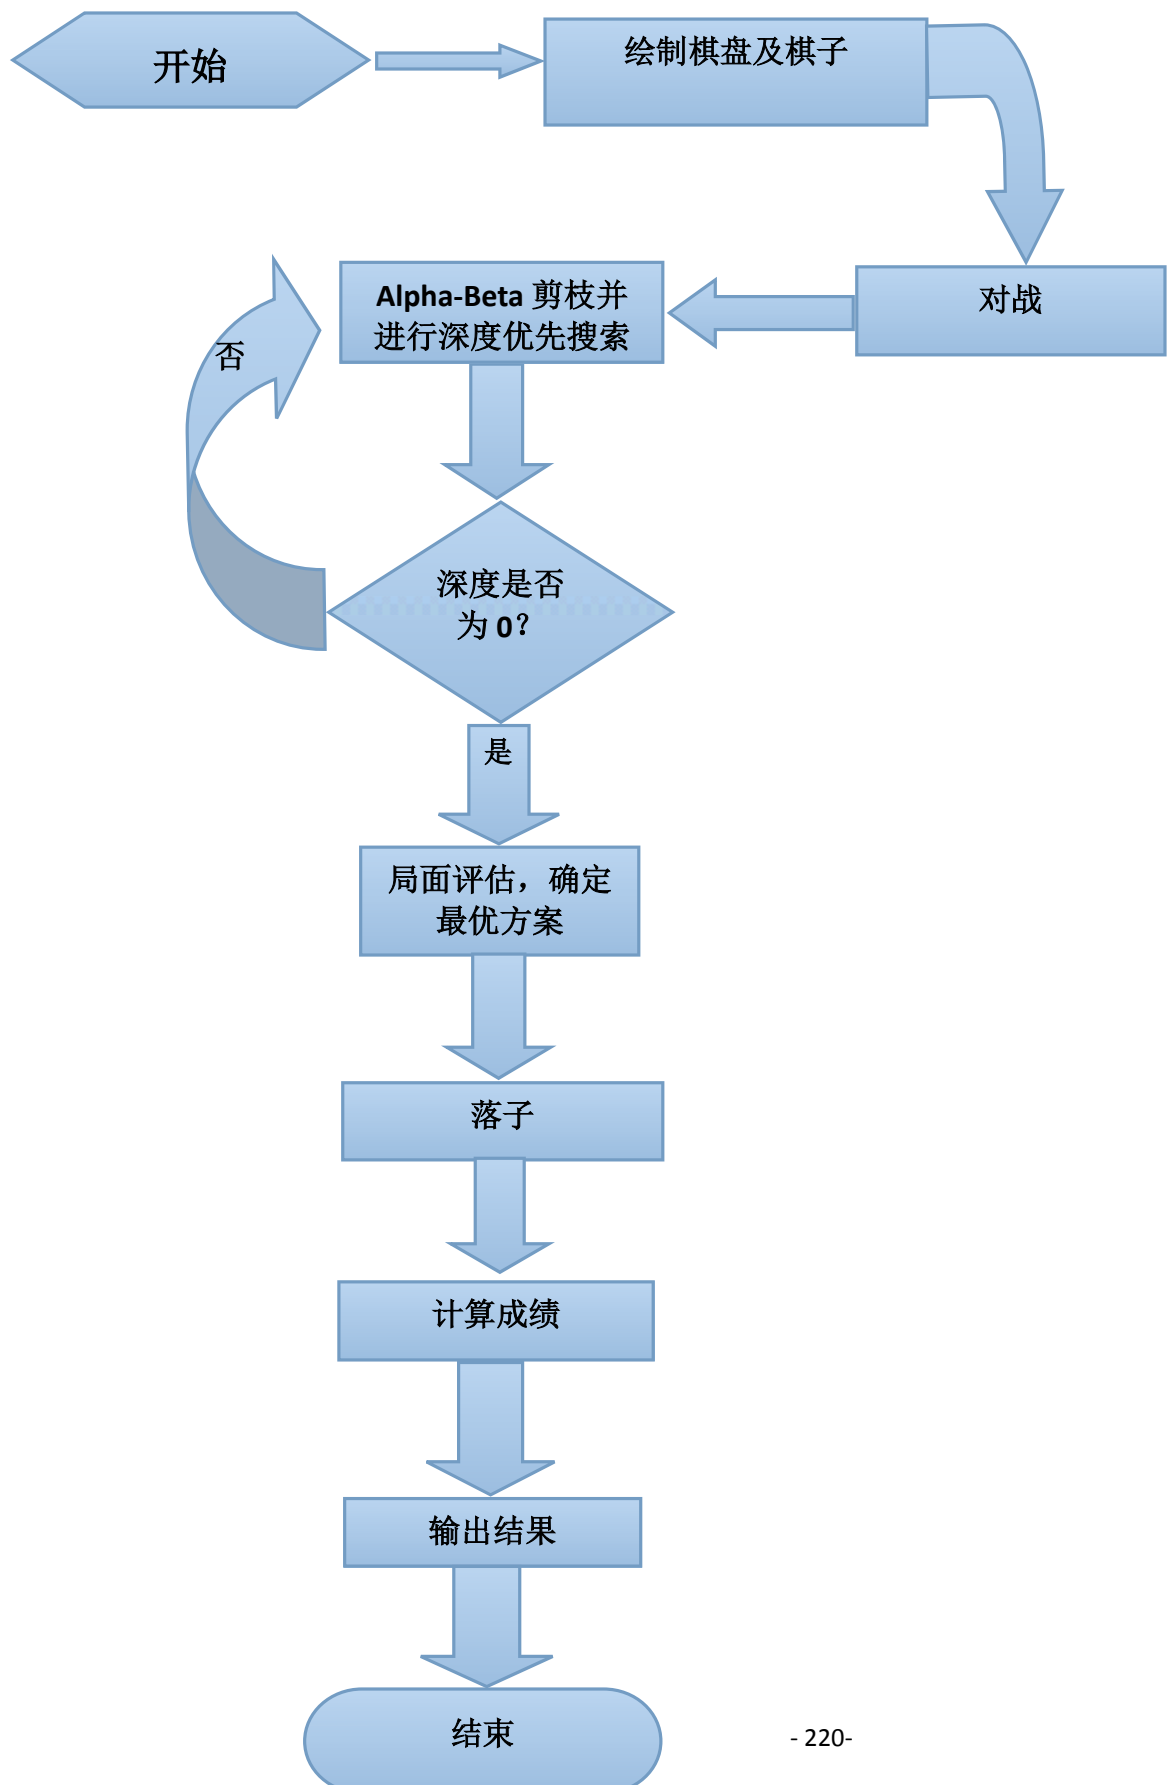 开始
绘制棋盘及棋子
对战
Alpha-Beta 剪枝并
进行深度优先搜索
否
深度是否
为 0？
是
局面评估，确定
最优方案
落子
计算成绩
输出结果
结束
- 220-